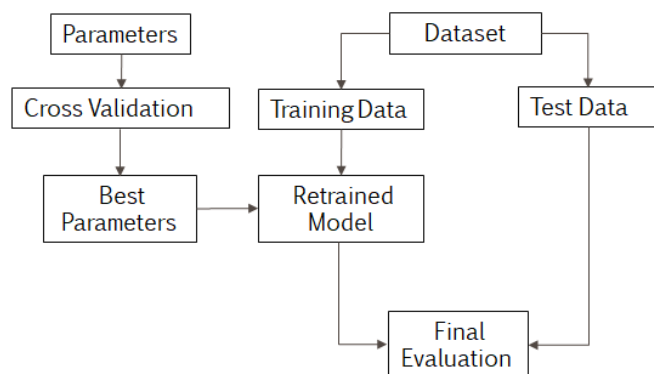 Parameters
Dataset
Cross Validation
Training Data
Test Data
Best
Parameters
Retrained
Model
Final
Evaluation